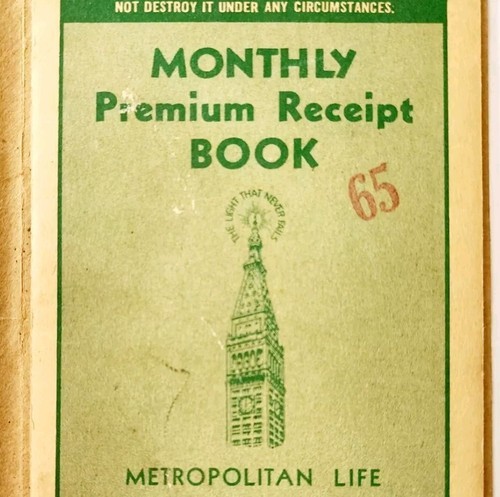 NOT DESTROY IT UNDER ANY CIRCUMSTANCES.
MONTHLY
Premium Receipt
BOOK
65
THE LIGHT THAT NEVER FAILS
METROPOLITAN LIFE